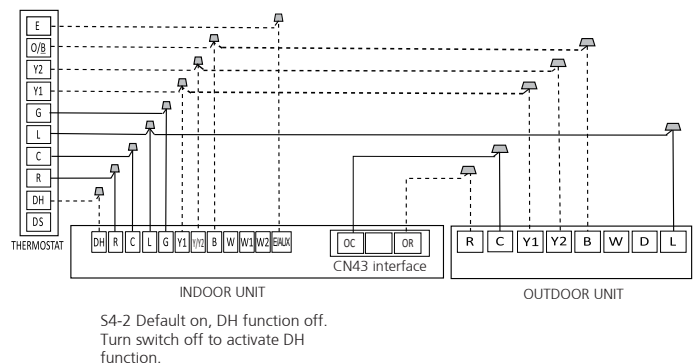 E
O/B
Y2
Y1
G
L
C
R
DH
DS
THERMOSTAT
DH R C L G Y1 Y/Y2 B W W1 W2 E/AUX
OC OR
CN43 interface
INDOOR UNIT
R C Y1 Y2 B W D L
OUTDOOR UNIT
S4-2 Default on, DH function off.
Turn switch off to activate DH
function.